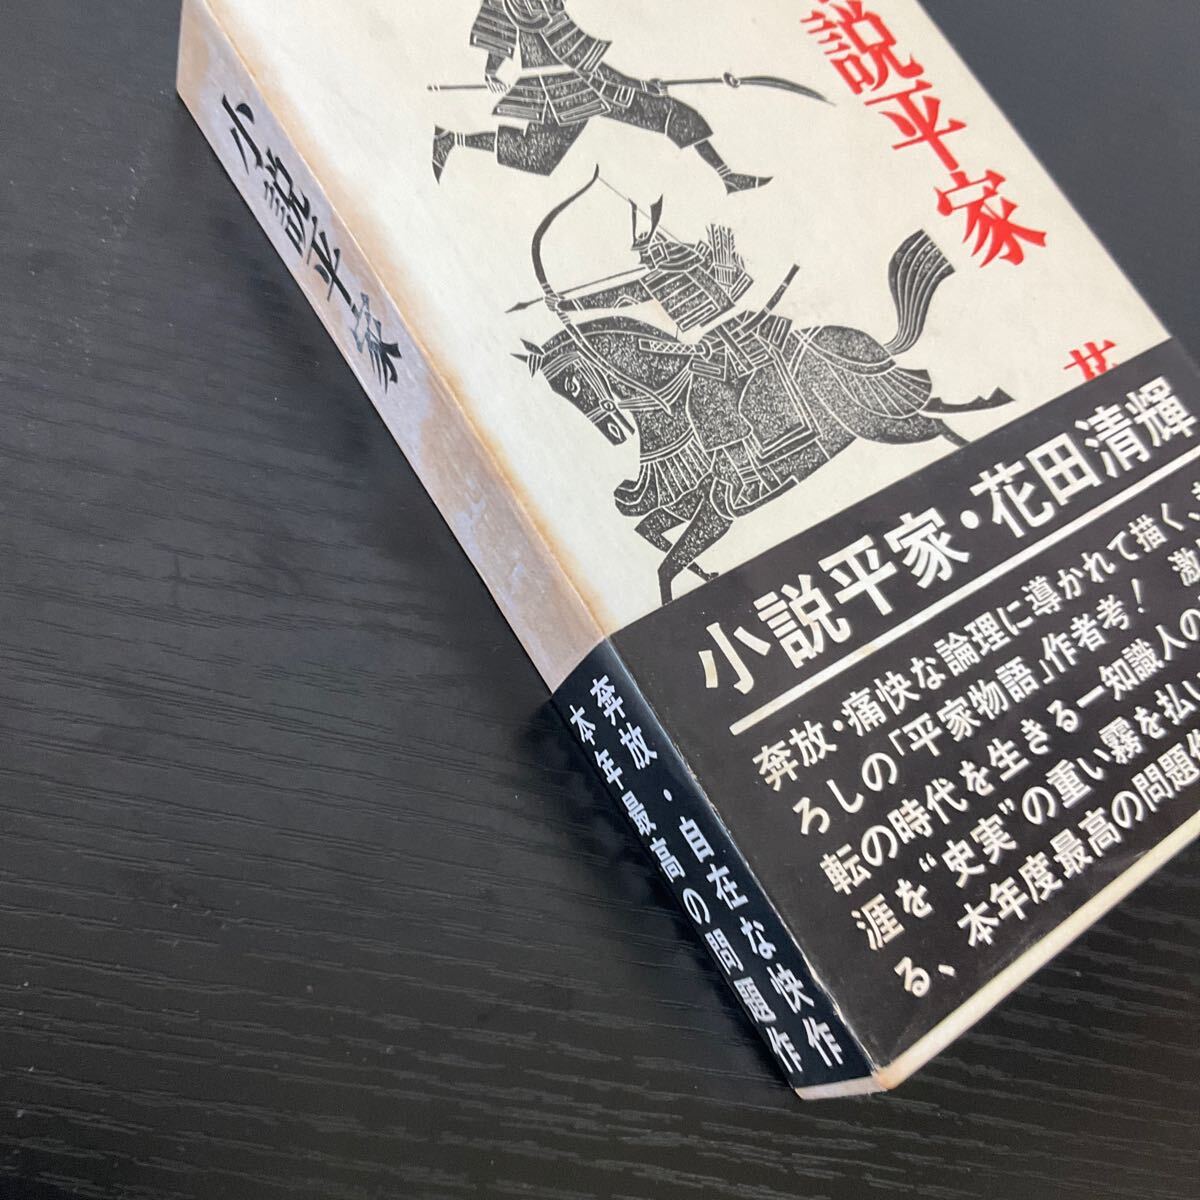 小説平家
説平家
小説平家・花田清輝
奔放・痛快な論理に導かれて描く、
ろしの「平家物語」作者考！　激
転の時代を生きる一知識人の
涯を“史実”の重い霧を払い
る、本年度最高の問題作
奔放・自在な快作
本年最高の問題作